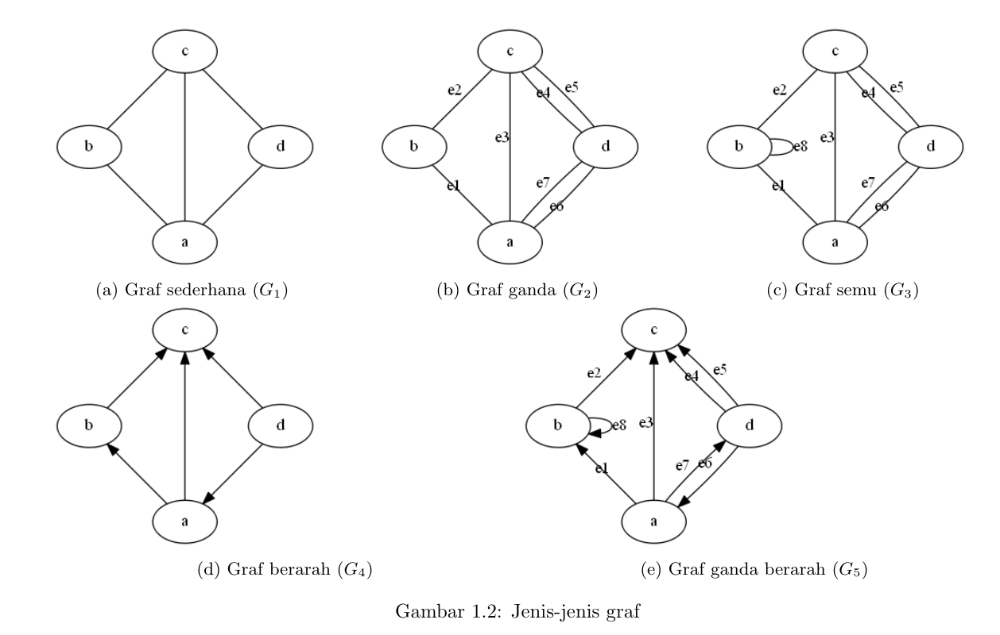 c
b
d
a
(a) Graf sederhana (G₁)
c
e2
e4
e5
b
e3
d
e1
e7
e6
a
(b) Graf ganda (G₂)
c
e2
e4
e5
b
e8
e3
d
e1
e7
e6
a
(c) Graf semu (G₃)
c
b
d
a
(d) Graf berarah (G₄)
c
e2
e4
e5
b
e8
e3
d
e1
e7
e6
a
(e) Graf ganda berarah (G₅)
Gambar 1.2: Jenis-jenis graf